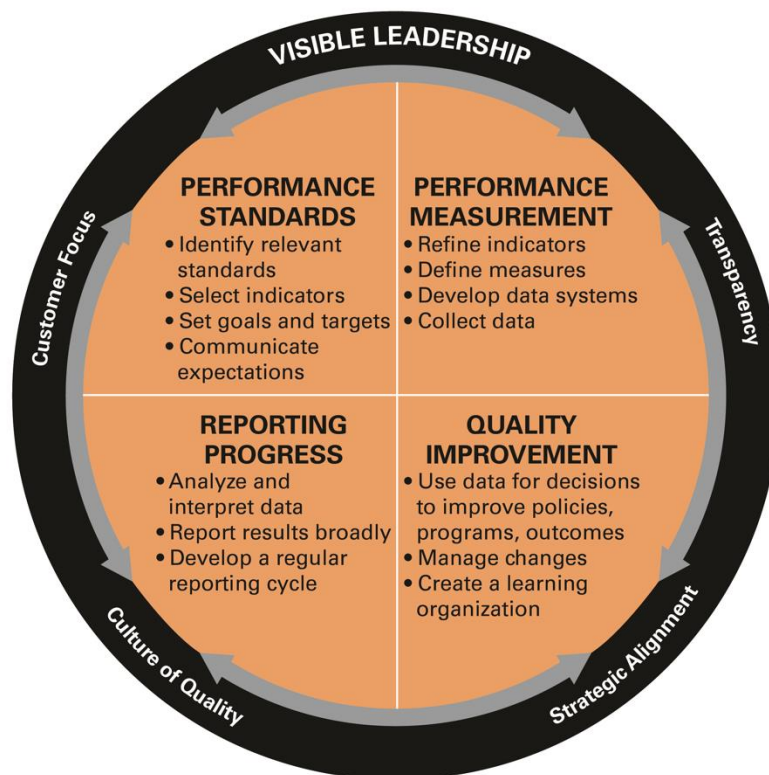 VISIBLE LEADERSHIP
PERFORMANCE
STANDARDS
• Identify relevant
standards
• Select indicators
• Set goals and targets
• Communicate
expectations
PERFORMANCE
MEASUREMENT
• Refine indicators
• Define measures
• Develop data systems
• Collect data
REPORTING
PROGRESS
• Analyze and
interpret data
• Report results broadly
• Develop a regular
reporting cycle
QUALITY
IMPROVEMENT
• Use data for decisions
to improve policies,
programs, outcomes
• Manage changes
• Create a learning
organization
Customer Focus
Transparency
Culture of Quality
Strategic Alignment